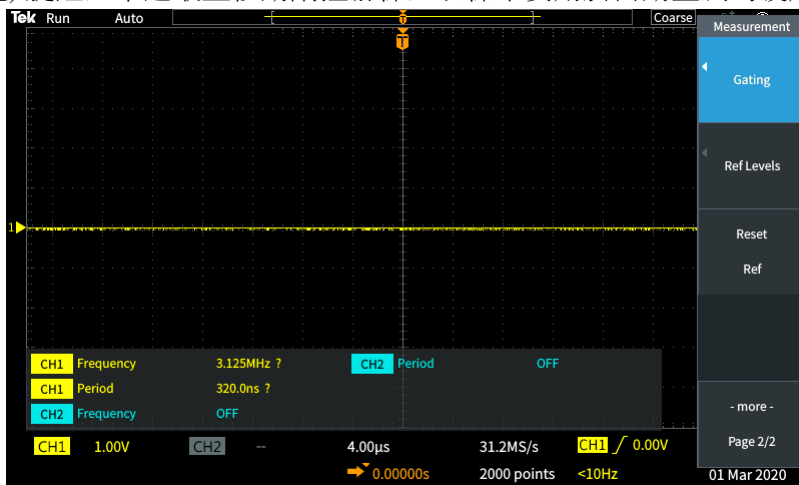 Tek Run Auto Coarse
Measurement
T
Gating
Ref Levels
1
Reset
Ref
CH1 Frequency 3.125MHz ? CH2 Period OFF
CH1 Period 320.0ns ?
CH2 Frequency OFF
- more -
Page 2/2
CH1 1.00V CH2 -- 4.00µs 31.2MS/s CH1 0.00V
0.00000s 2000 points <10Hz 01 Mar 2020